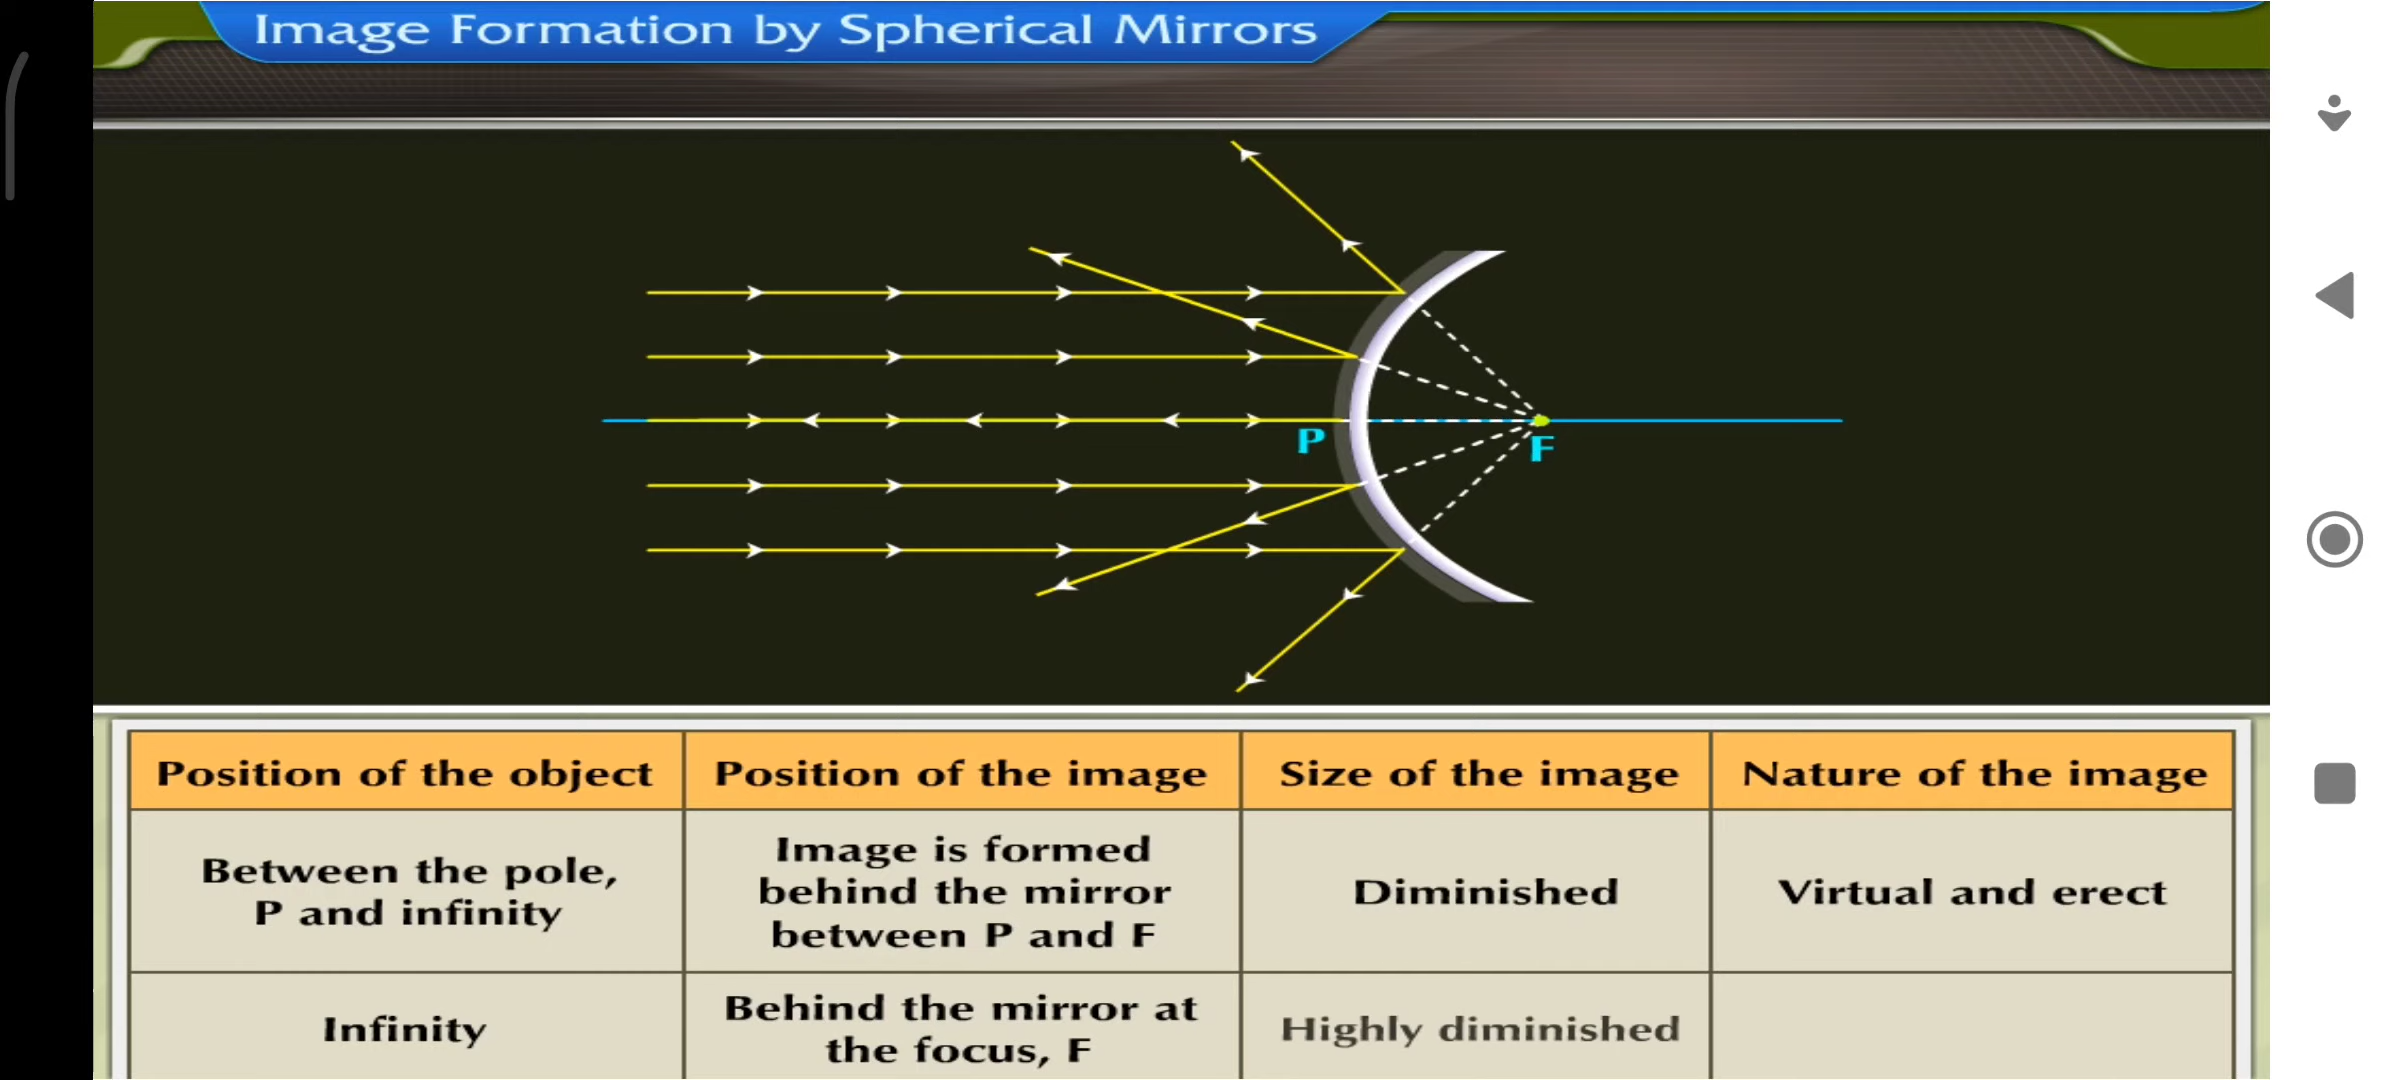 Image Formation by Spherical Mirrors
P
F
Position of the object
Position of the image
Size of the image
Nature of the image
Between the pole,
P and infinity
Image is formed
behind the mirror
between P and F
Diminished
Virtual and erect
Infinity
Behind the mirror at
the focus, F
Highly diminished